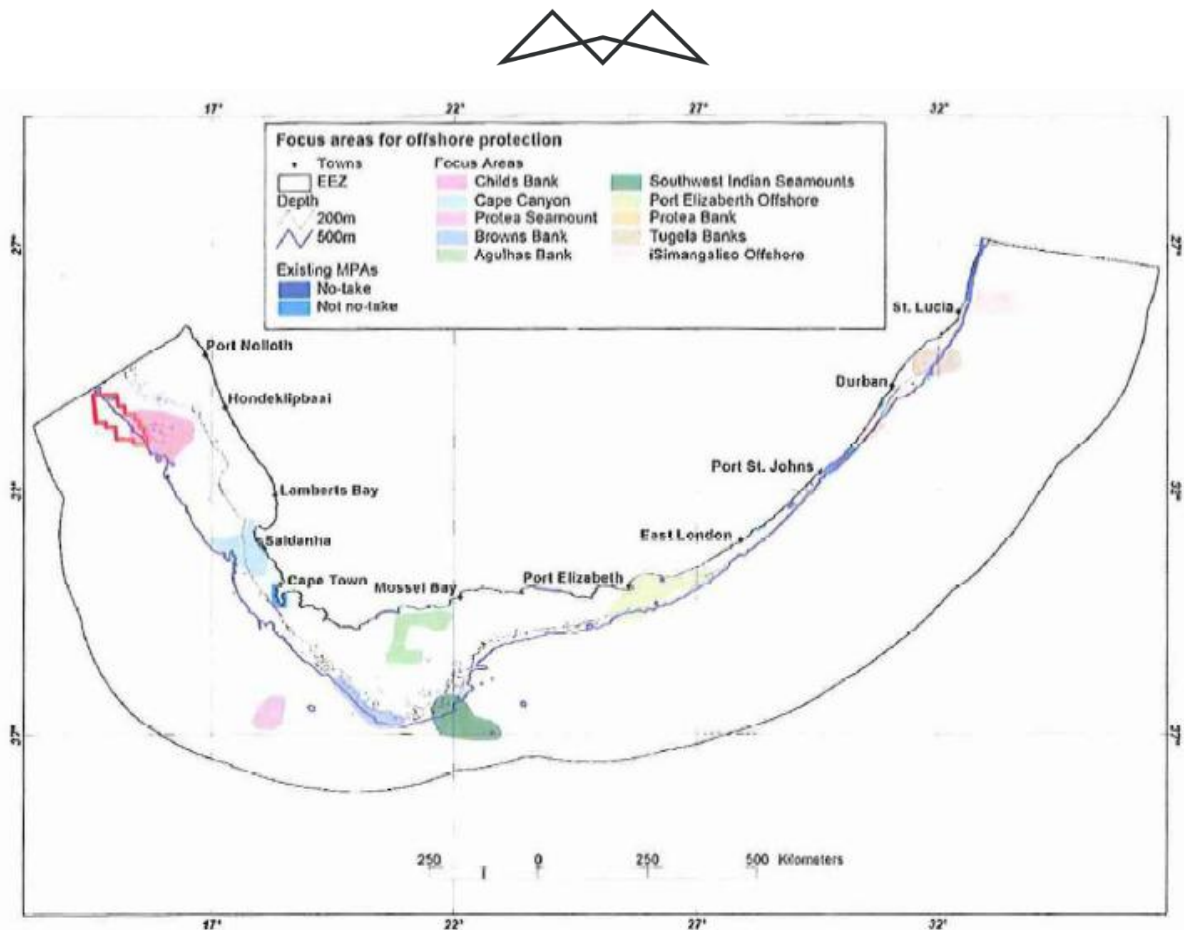 17° 22° 27° 32°
Focus areas for offshore protection
Towns
EEZ
Depth
200m
500m
Existing MPAs
No-take
Not no-take
Focus Areas
Childs Bank
Cape Canyon
Protea Seamount
Browns Bank
Agulhas Bank
Southwest Indian Seamounts
Port Elizaberth Offshore
Protea Bank
Tugela Banks
iSimangaliso Offshore
27° 27°
St. Lucia
Port Nolloth
Durban
Hondeklipbaai
Port St. Johns
Lamberts Bay
32° 32°
East London
Saldanha
Cape Town
Mossel Bay
Port Elizabeth
37° 37°
250 0 250 500 Kilometers
17° 22° 27° 32°